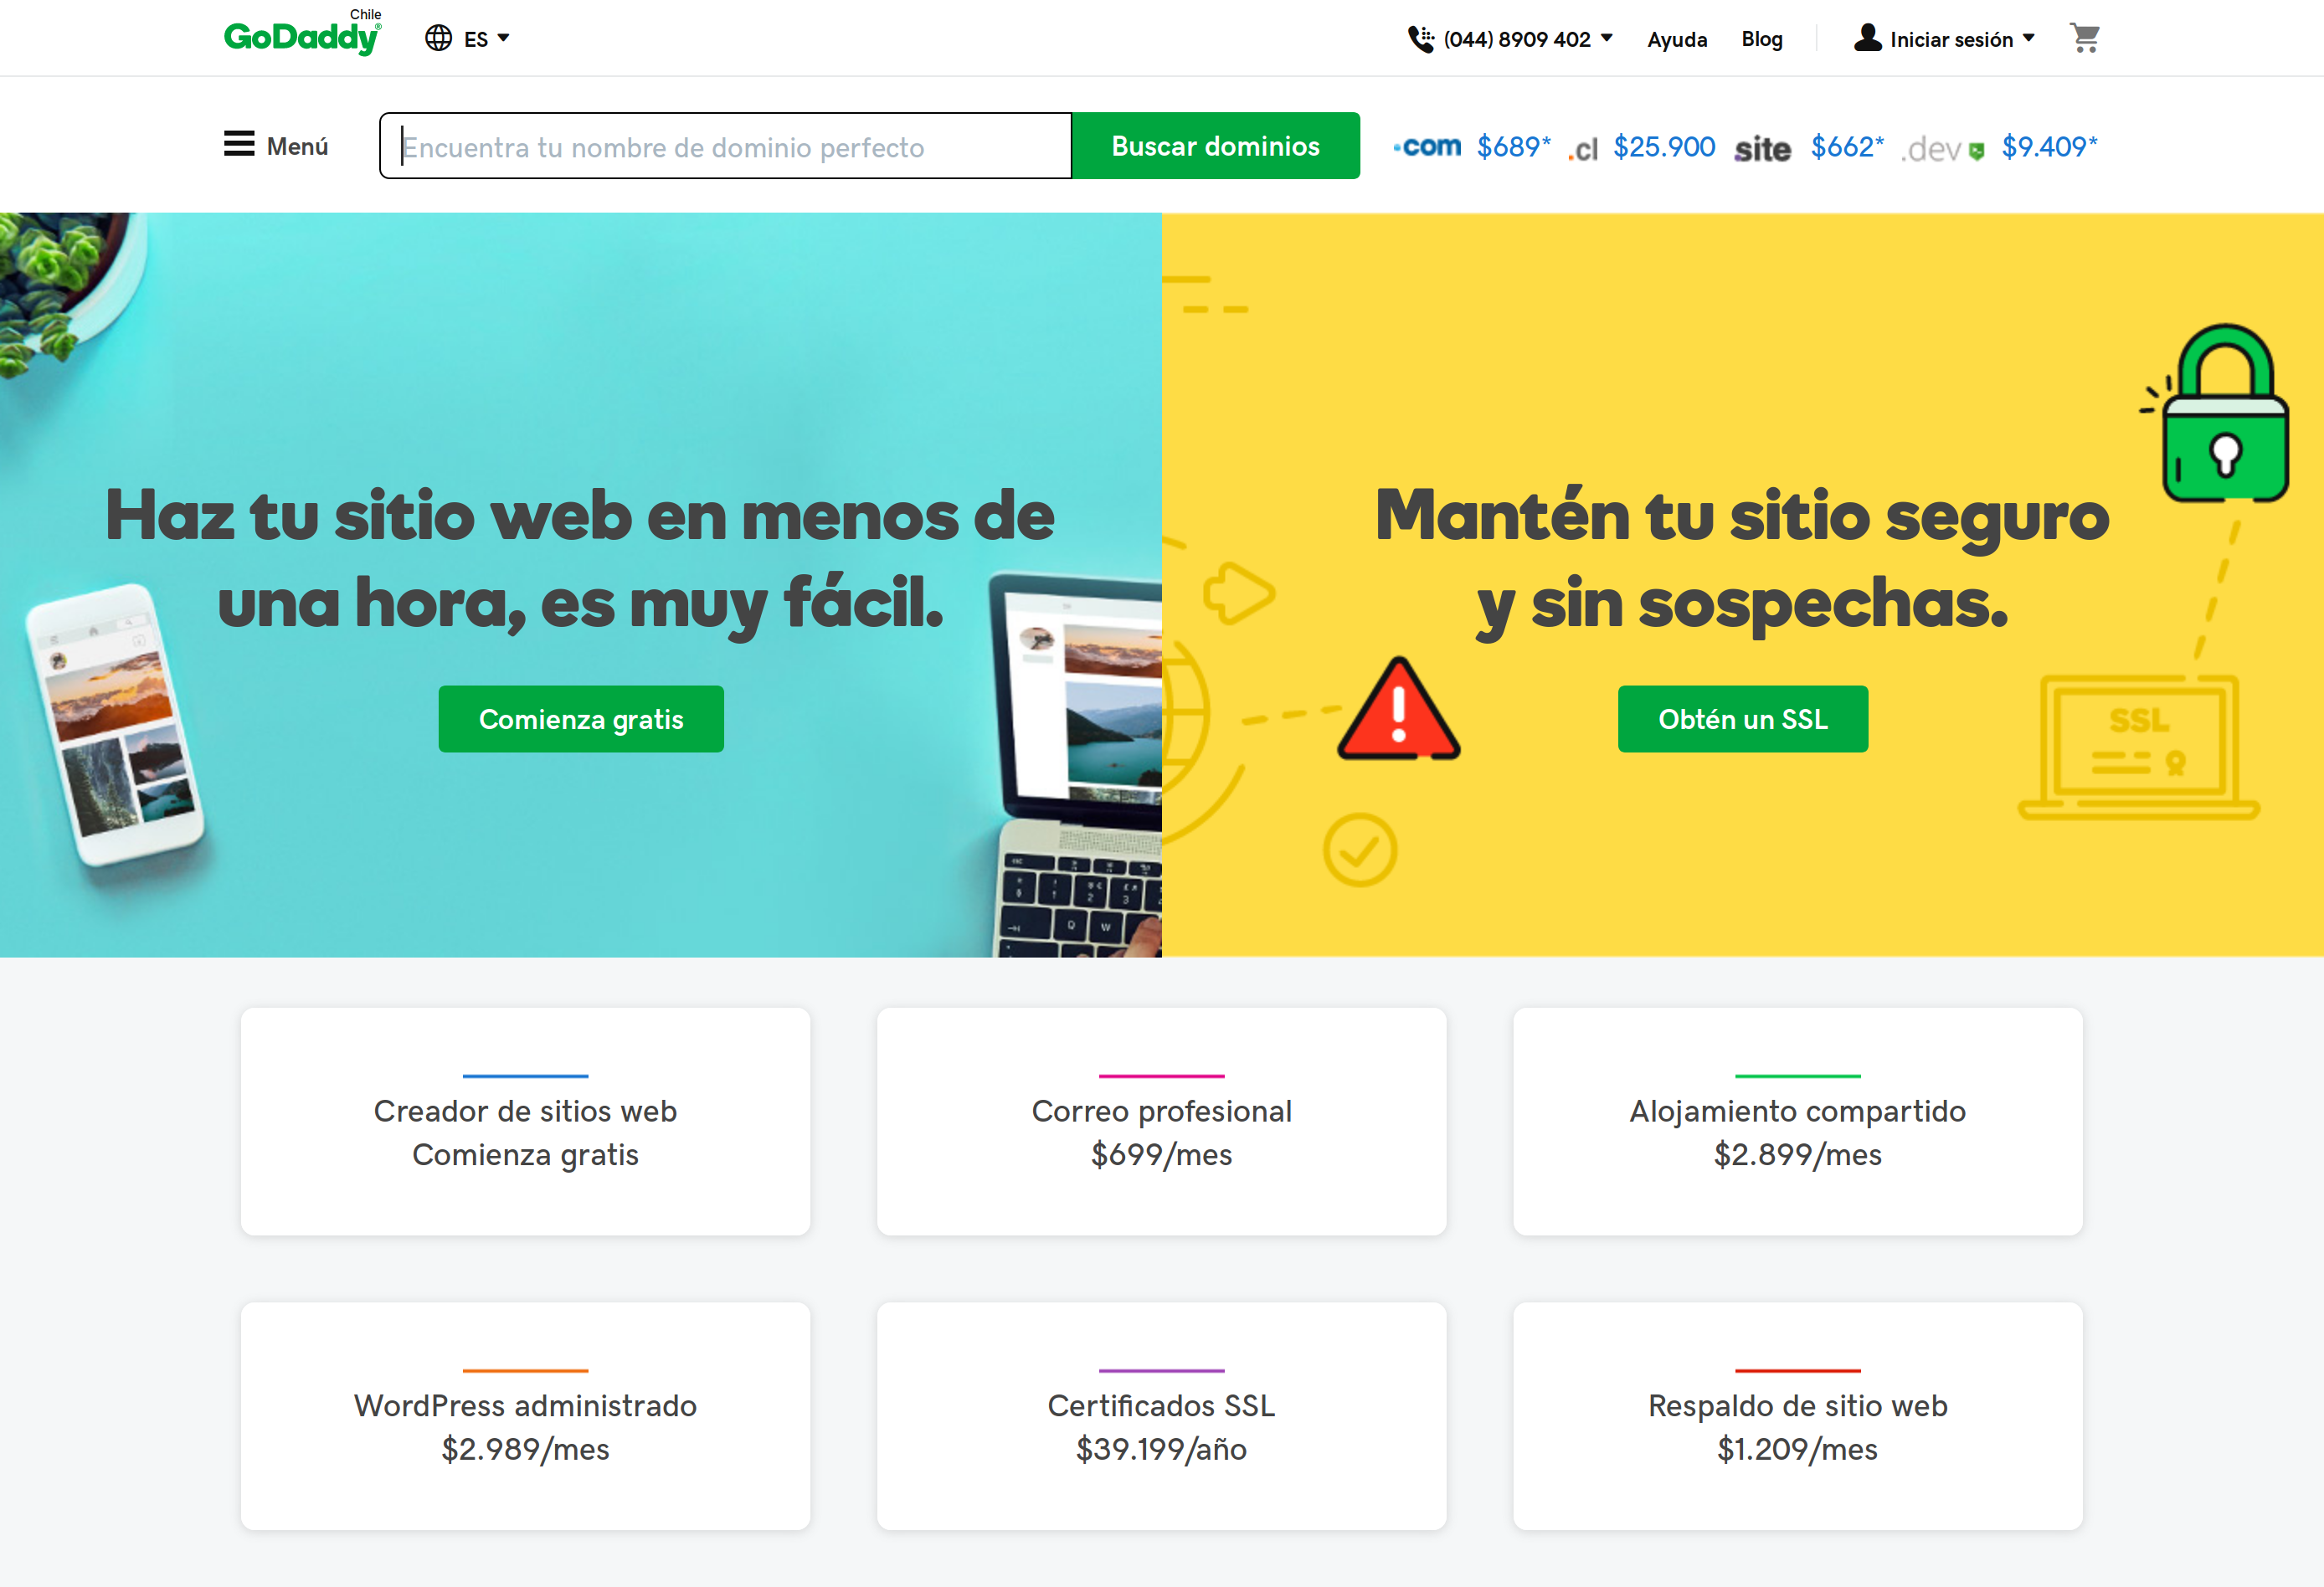 Chile
GoDaddy®
ES
(044) 8909 402
Ayuda
Blog
Iniciar sesión
Menú
Encuentra tu nombre de dominio perfecto
Buscar dominios
.com $689* .cl $25.900 site $662* .dev $9.409*
Haz tu sitio web en menos de
una hora, es muy fácil.
Comienza gratis
Mantén tu sitio seguro
y sin sospechas.
Obtén un SSL
SSL
Creador de sitios web
Comienza gratis
Correo profesional
$699/mes
Alojamiento compartido
$2.899/mes
WordPress administrado
$2.989/mes
Certificados SSL
$39.199/año
Respaldo de sitio web
$1.209/mes